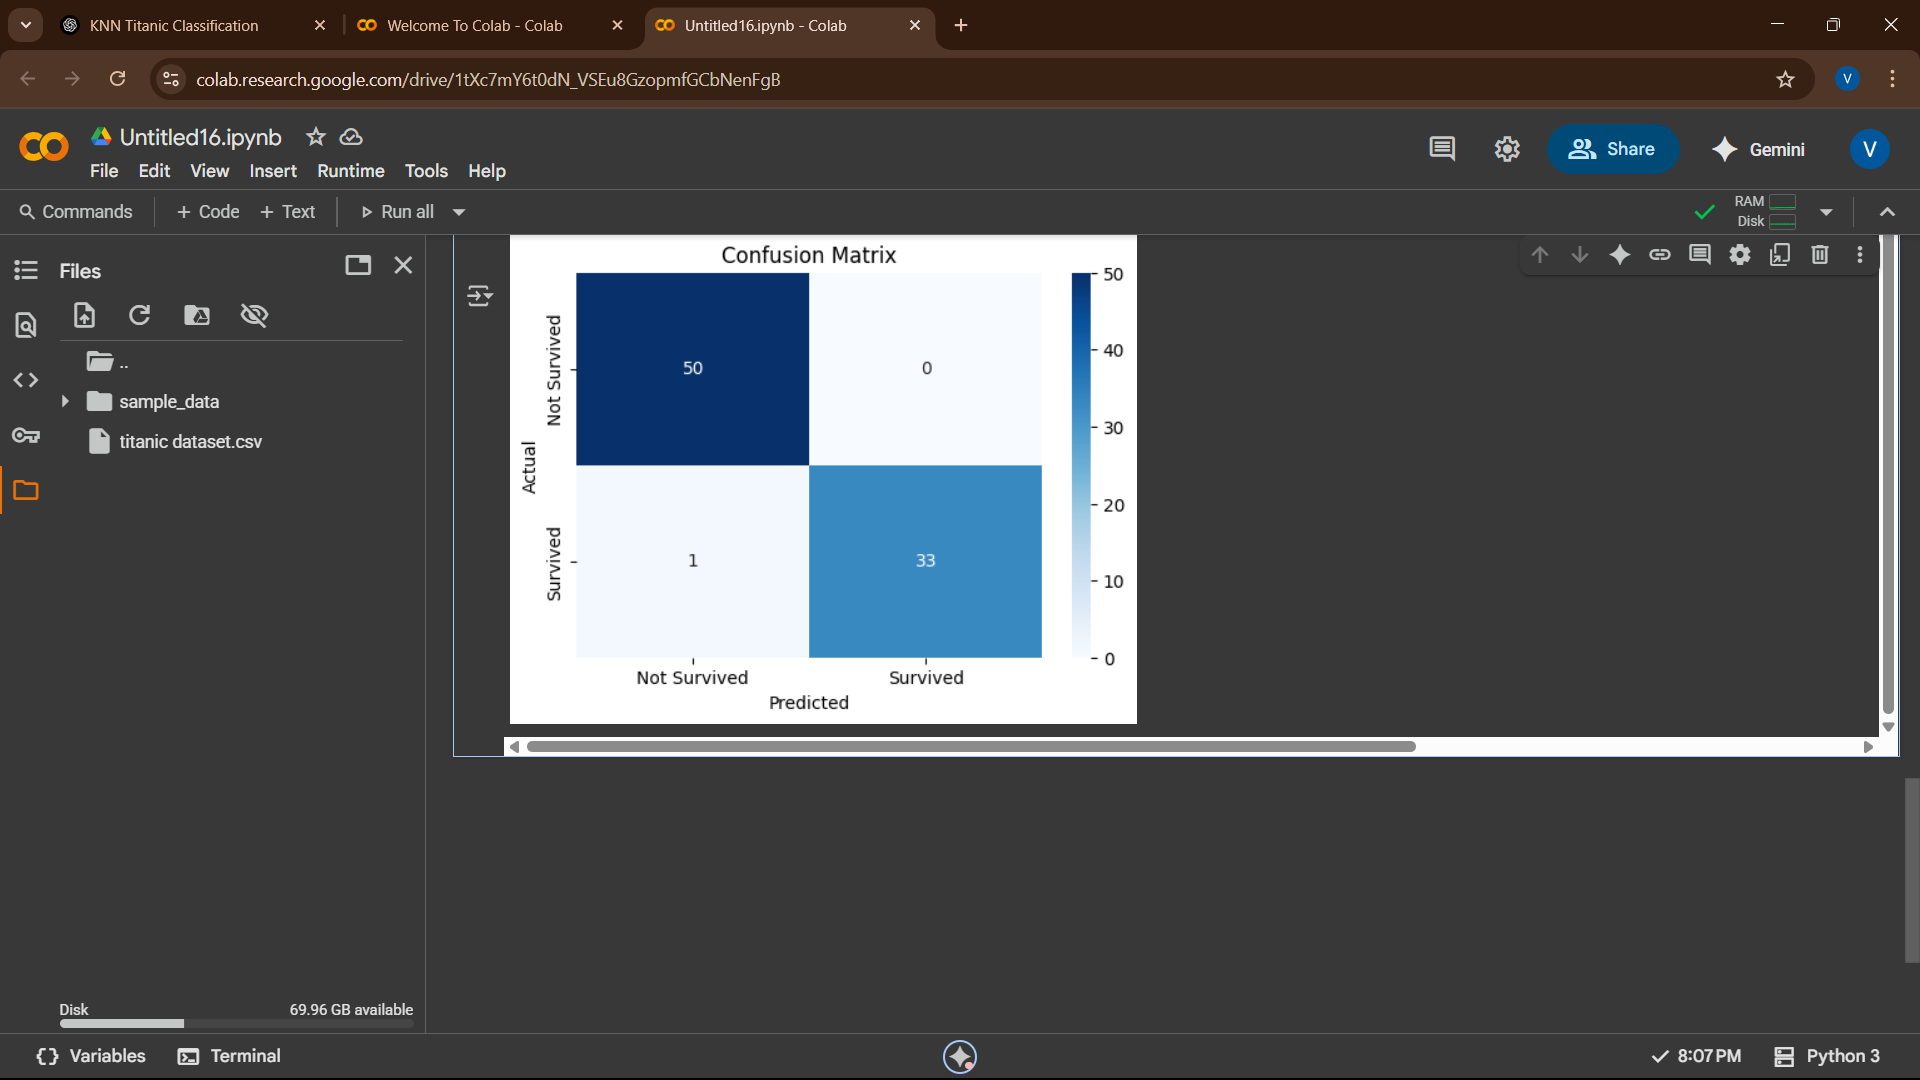 KNN Titanic Classification
Welcome To Colab - Colab
Untitled16.ipynb - Colab
colab.research.google.com/drive/1tXc7mY6t0dN_VSEu8GzopmfGCbNenFgB
V
Untitled16.ipynb
File Edit View Insert Runtime Tools Help
Share
Gemini
V
Commands
+ Code + Text
Run all
RAM
Disk
Files
..
sample_data
titanic dataset.csv
Disk 69.96 GB available
Confusion Matrix
Actual
Not Survived
Survived
50 0
1 33
Not Survived Survived
Predicted
50
40
30
20
10
0
Variables Terminal
8:07 PM Python 3